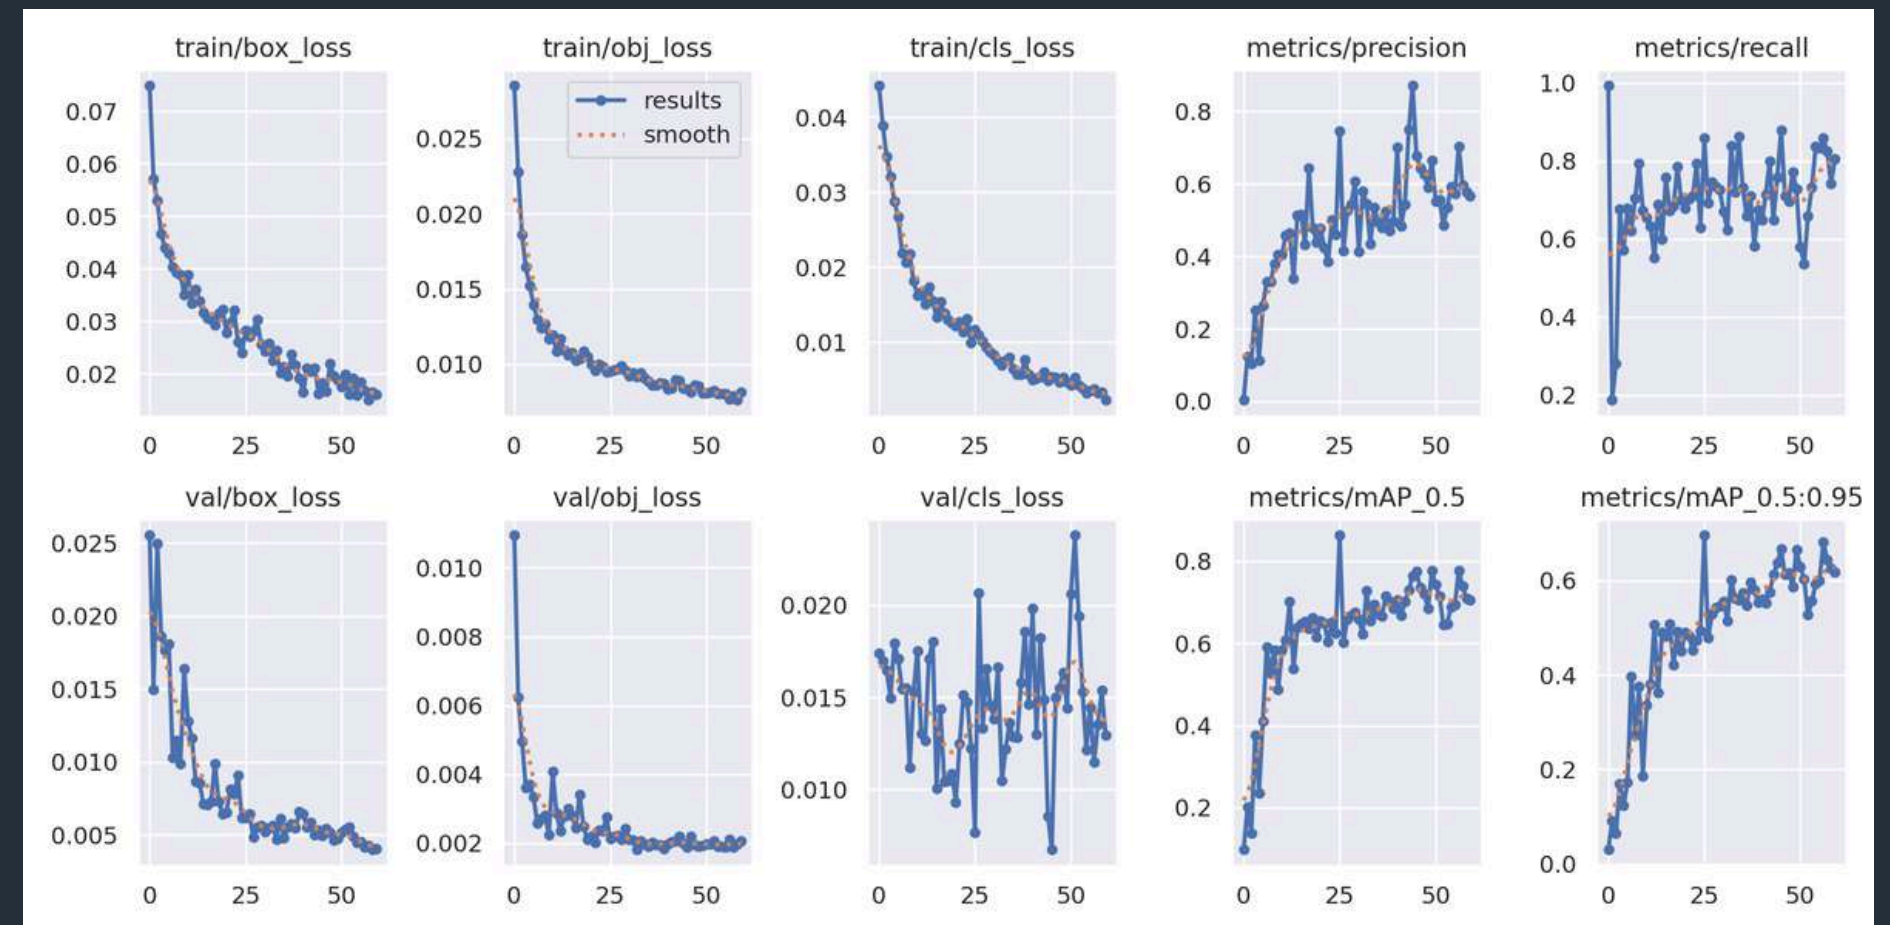 train/box_loss
train/obj_loss
train/cls_loss
metrics/precision
metrics/recall
0.07
0.06
0.05
0.04
0.03
0.02
0 25 50
results
smooth
0.025
0.020
0.015
0.010
0 25 50
0.04
0.03
0.02
0.01
0 25 50
0.8
0.6
0.4
0.2
0.0
0 25 50
1.0
0.8
0.6
0.4
0.2
0 25 50
val/box_loss
val/obj_loss
val/cls_loss
metrics/mAP_0.5
metrics/mAP_0.5:0.95
0.025
0.020
0.015
0.010
0.005
0 25 50
0.010
0.008
0.006
0.004
0.002
0 25 50
0.020
0.015
0.010
0 25 50
0.8
0.6
0.4
0.2
0 25 50
0.6
0.4
0.2
0.0
0 25 50